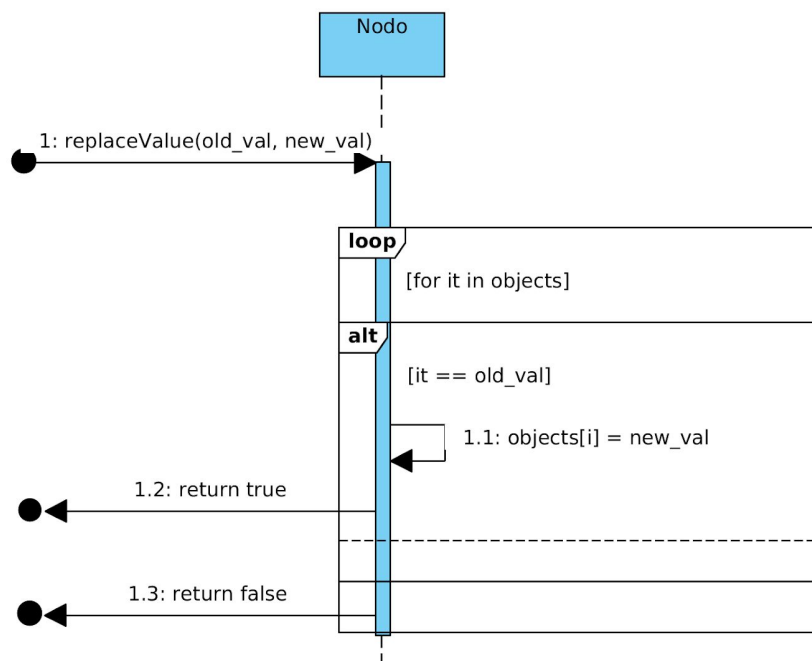 Nodo
1: replaceValue(old_val, new_val)
loop
[for it in objects]
alt
[it == old_val]
1.1: objects[i] = new_val
1.2: return true
1.3: return false